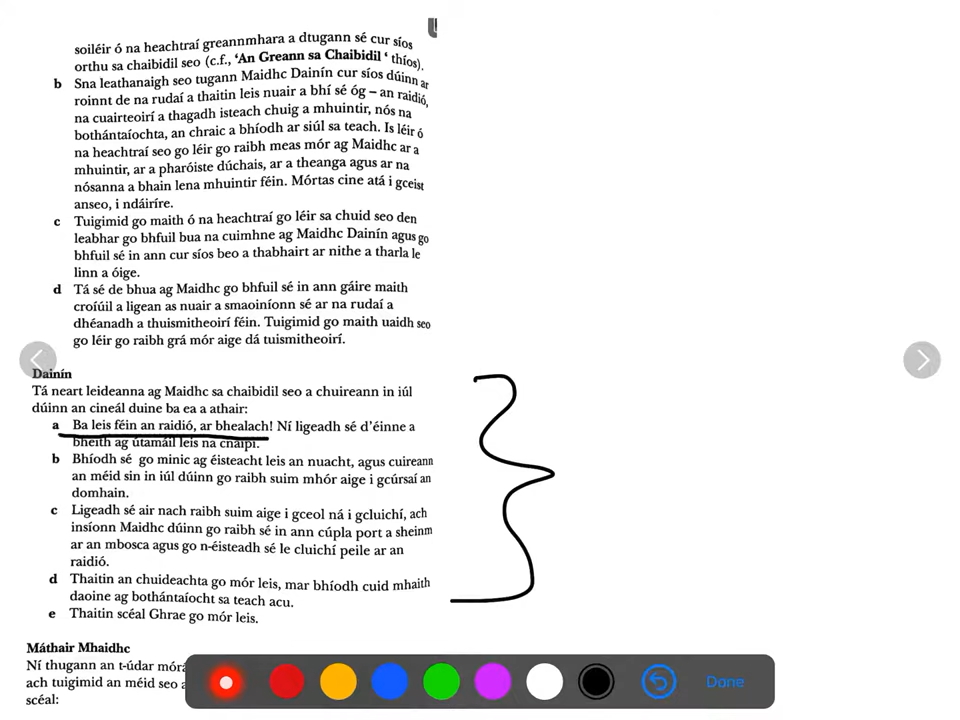 soiléir ó na heachtraí greannmhara a dtugann sé cur síos
orthu sa chaibidil seo (c.f., ‘An Greann sa Chaibidil ‘ thíos).
b Sna leathanaigh seo tugann Maidhc Dainín cur síos dúinn ar
roinnt de na rudaí a thaitin leis nuair a bhí sé óg – an raidió,
na cuairteoirí a thagadh isteach chuig a mhuintir, nós na
bothántaíochta, an chraic a bhíodh ar siúl sa teach. Is léir ó
na heachtraí seo go léir go raibh meas mór ag Maidhc ar a
mhuintir, ar a pharóiste dúchais, ar a theanga agus ar na
nósanna a bhain lena mhuintir féin. Mórtas cine atá i gceist
anseo, i ndáiríre.
c Tuigimid go maith ó na heachtraí go léir sa chuid seo den
leabhar go bhfuil bua na cuimhne ag Maidhc Dainín agus go
bhfuil sé in ann cur síos beo a thabhairt ar nithe a tharla le
linn a óige.
d Tá sé de bhua ag Maidhc go bhfuil sé in ann gáire maith
croíúil a ligean as nuair a smaoiníonn sé ar na rudaí a
dhéanadh a thuismitheoirí féin. Tuigimid go maith uaidh seo
go léir go raibh grá mór aige dá tuismitheoirí.
Dainín
Tá neart leideanna ag Maidhc sa chaibidil seo a chuireann in iúl
dúinn an cineál duine ba ea a athair:
a Ba leis féin an raidió, ar bhealach! Ní ligeadh sé d’éinne a
bheith ag útamáil leis na cnaipí.
b Bhíodh sé go minic ag éisteacht leis an nuacht, agus cuireann
an méid sin in iúl dúinn go raibh suim mhór aige i gcúrsaí an
domhain.
c Ligeadh sé air nach raibh suim aige i gceol ná i gcluichí, ach
insíonn Maidhc dúinn go raibh sé in ann cúpla port a sheinm
ar an mbosca agus go n-éisteadh sé le cluichí peile ar an
raidió.
d Thaitin an chuideachta go mór leis, mar bhíodh cuid mhaith
daoine ag bothántaíocht sa teach acu.
e Thaitin scéal Ghrae go mór leis.
Máthair Mhaidhc
Ní thugann an t-údar
ach tuigimid an méid seo
scéal:
Done